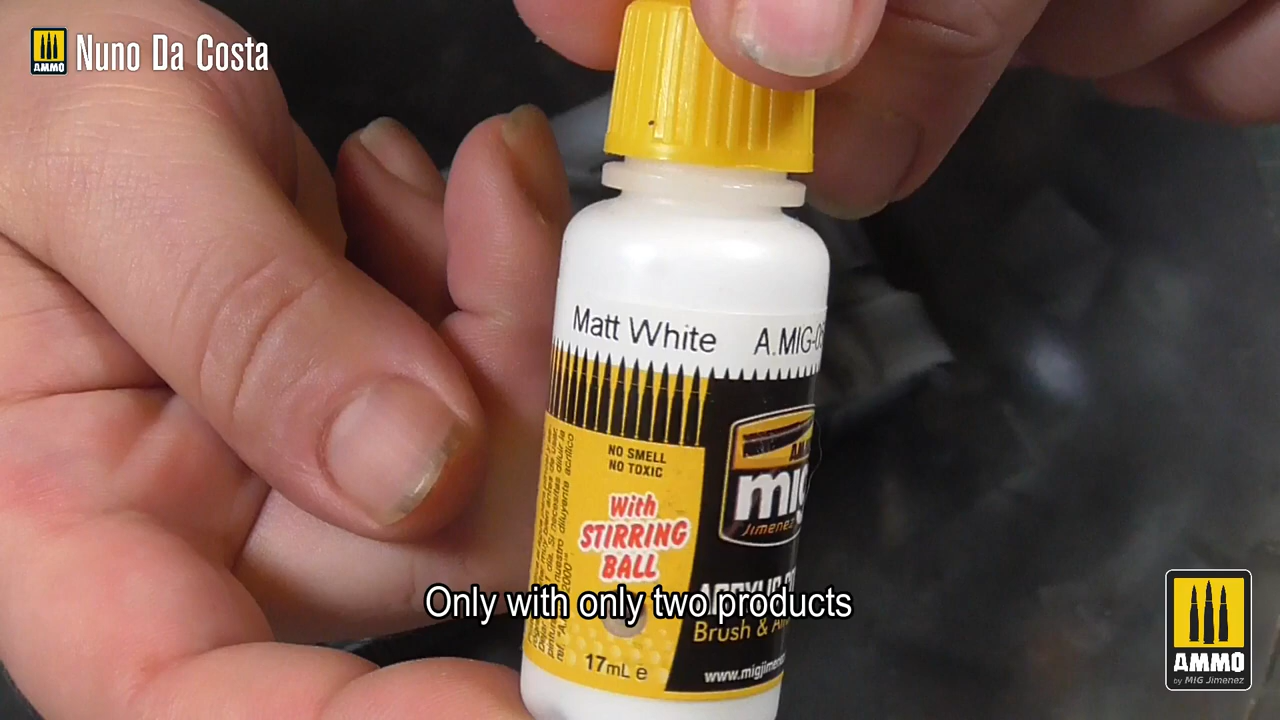 AMMO
Nuno Da Costa
Matt White A.MIG-0
NO SMELL
NO TOXIC
With
STIRRING
BALL
mig
Jimenez
Only with only two products
Brush &
17mL e
www.migjimen
AMMO
by MIG Jimenez